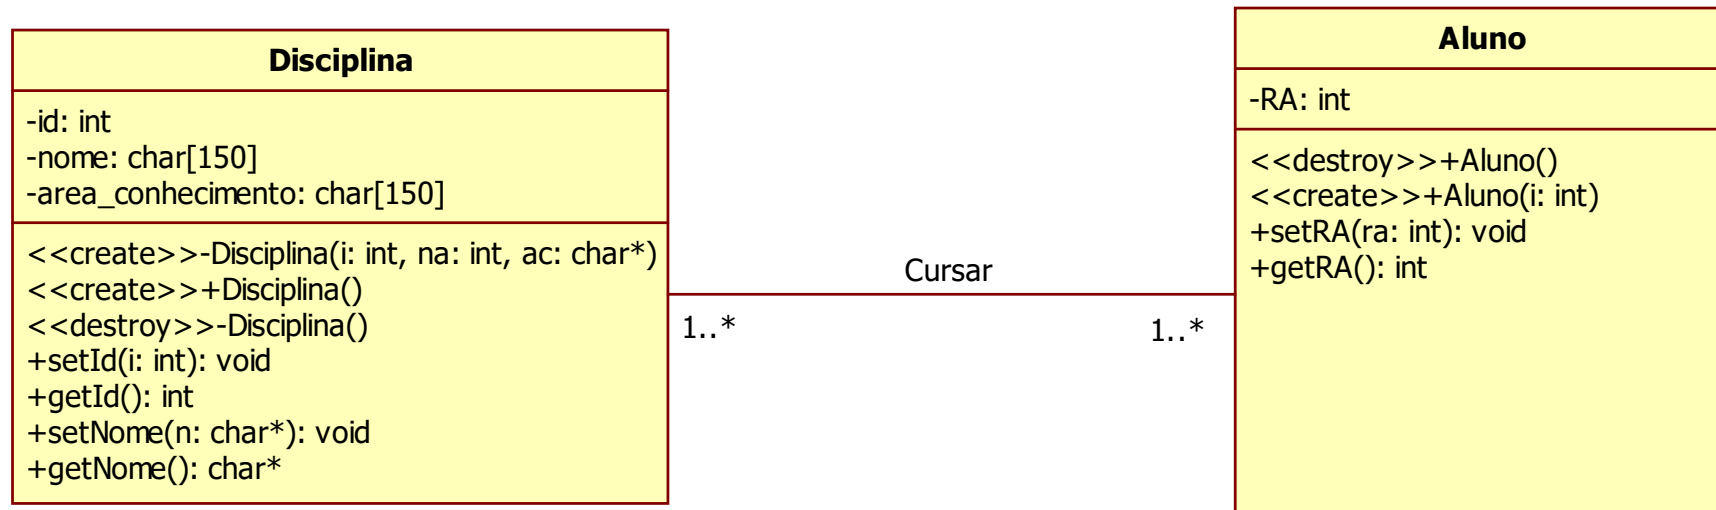 Disciplina
-id: int
-nome: char[150]
-area_conhecimento: char[150]
<<create>>-Disciplina(i: int, na: int, ac: char*)
<<create>>+Disciplina()
<<destroy>>-Disciplina()
+setId(i: int): void
+getId(): int
+setNome(n: char*): void
+getNome(): char*
Cursar
1..*
1..*
Aluno
-RA: int
<<destroy>>+Aluno()
<<create>>+Aluno(i: int)
+setRA(ra: int): void
+getRA(): int